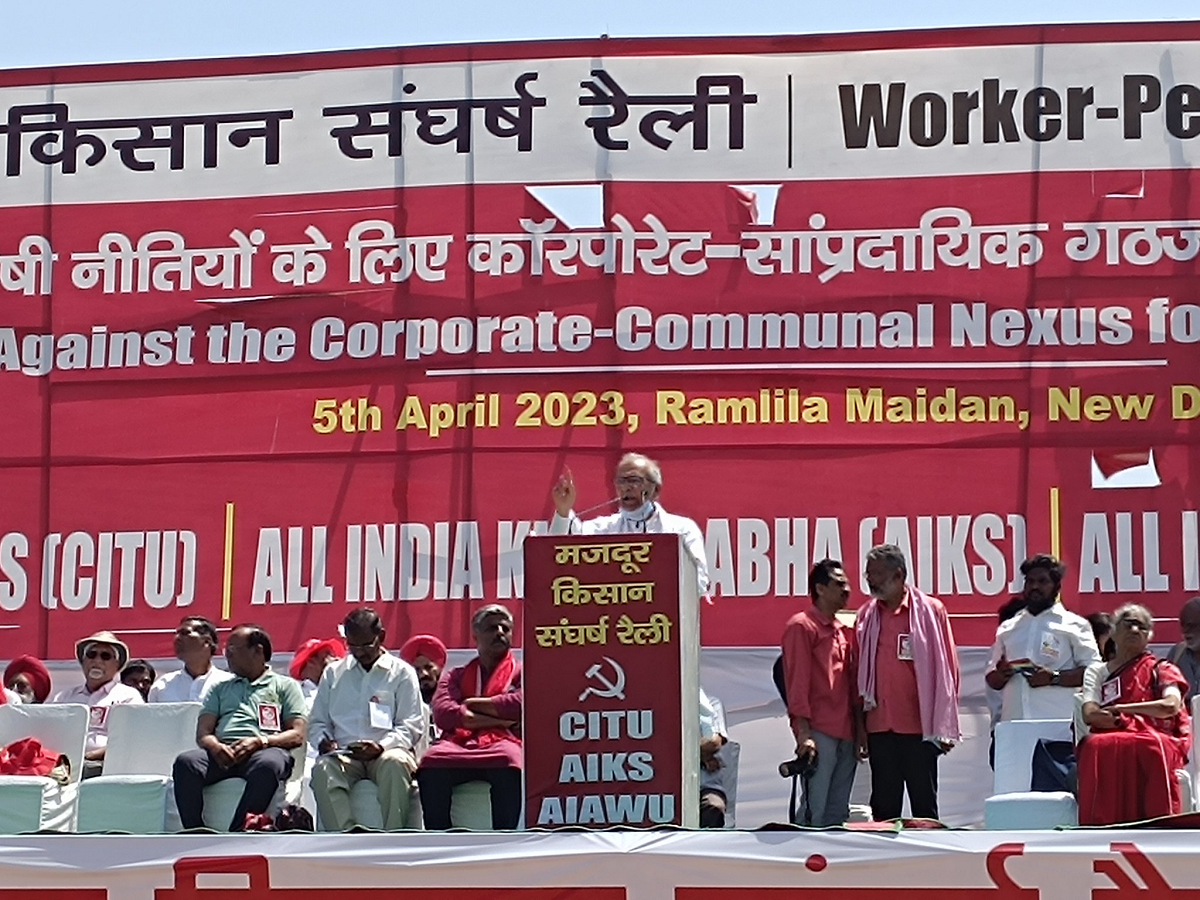 किसान संघर्ष रैली | Worker-Pe
षी नीतियों के लिए कॉरपोरेट-सांप्रदायिक गठज
Against the Corporate-Communal Nexus fo
5th April 2023, Ramlila Maidan, New D
S (CITU) | ALL INDIA K ABHA (AIKS) | ALL I
मजदूर
किसान
संघर्ष रैली
CITU
AIKS
AIAWU